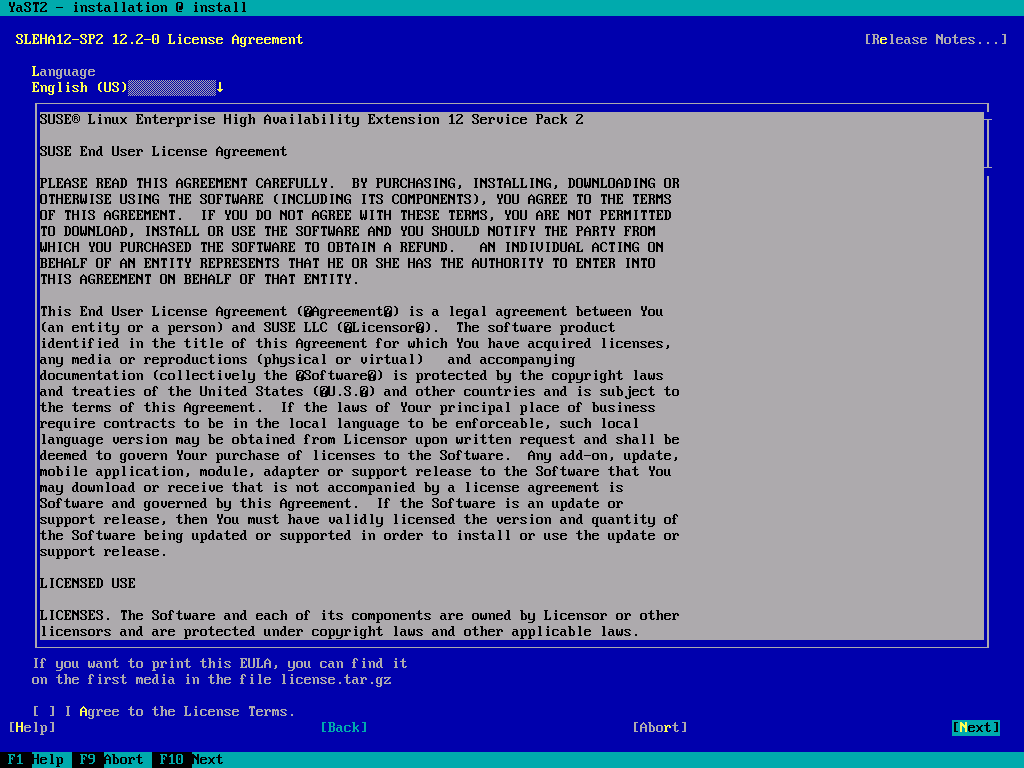 YaST2 - installation @ install
SLEHA12-SP2 12.2-0 License Agreement [Release Notes...]
Language
English (US)↓
SUSE® Linux Enterprise High Availability Extension 12 Service Pack 2
SUSE End User License Agreement
PLEASE READ THIS AGREEMENT CAREFULLY.  BY PURCHASING, INSTALLING, DOWNLOADING OR
OTHERWISE USING THE SOFTWARE (INCLUDING ITS COMPONENTS), YOU AGREE TO THE TERMS
OF THIS AGREEMENT.  IF YOU DO NOT AGREE WITH THESE TERMS, YOU ARE NOT PERMITTED
TO DOWNLOAD, INSTALL OR USE THE SOFTWARE AND YOU SHOULD NOTIFY THE PARTY FROM
WHICH YOU PURCHASED THE SOFTWARE TO OBTAIN A REFUND.   AN INDIVIDUAL ACTING ON
BEHALF OF AN ENTITY REPRESENTS THAT HE OR SHE HAS THE AUTHORITY TO ENTER INTO
THIS AGREEMENT ON BEHALF OF THAT ENTITY.
This End User License Agreement (�Agreement�) is a legal agreement between You
(an entity or a person) and SUSE LLC (�Licensor�).  The software product
identified in the title of this Agreement for which You have acquired licenses,
any media or reproductions (physical or virtual)   and accompanying
documentation (collectively the �Software�) is protected by the copyright laws
and treaties of the United States (�U.S.�) and other countries and is subject to
the terms of this Agreement.  If the laws of Your principal place of business
require contracts to be in the local language to be enforceable, such local
language version may be obtained from Licensor upon written request and shall be
deemed to govern Your purchase of licenses to the Software.  Any add-on, update,
mobile application, module, adapter or support release to the Software that You
may download or receive that is not accompanied by a license agreement is
Software and governed by this Agreement.  If the Software is an update or
support release, then You must have validly licensed the version and quantity of
the Software being updated or supported in order to install or use the update or
support release.
LICENSED USE
LICENSES. The Software and each of its components are owned by Licensor or other
licensors and are protected under copyright laws and other applicable laws.
If you want to print this EULA, you can find it
on the first media in the file license.tar.gz
[ ] I Agree to the License Terms.
[Help] [Back] [Abort] [Next]
F1 Help F9 Abort F10 Next